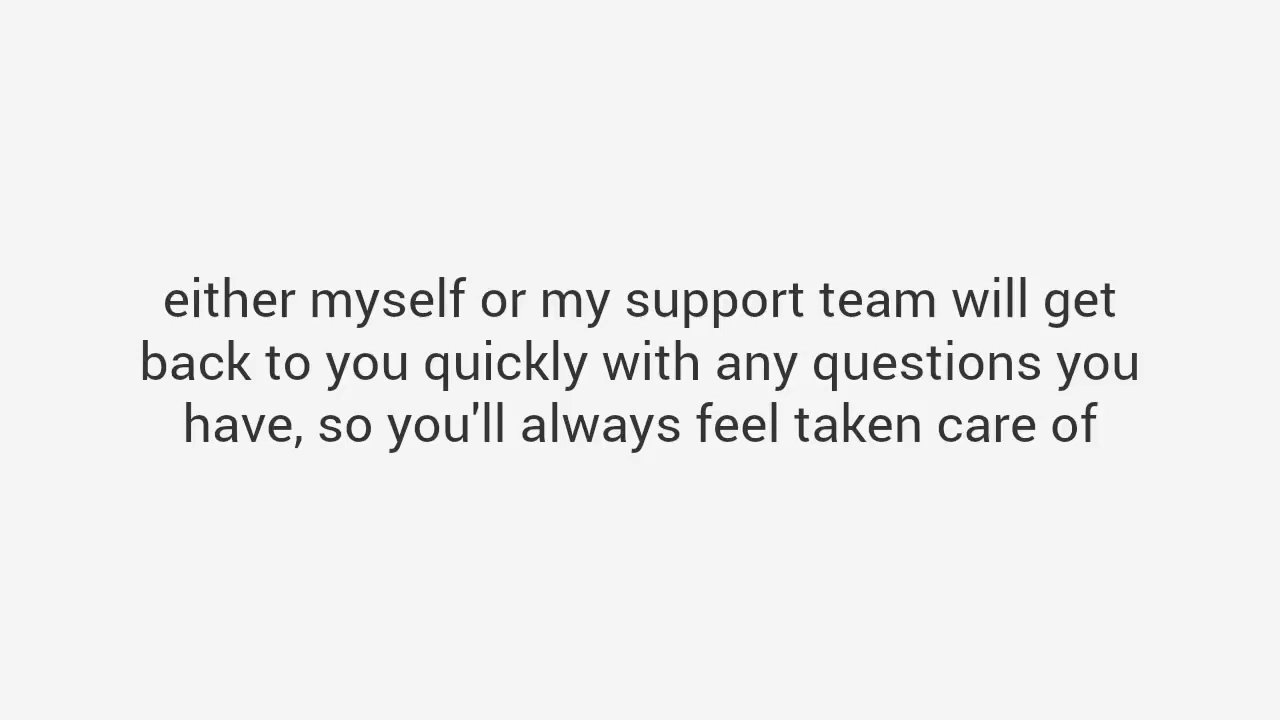 either myself or my support team will get
back to you quickly with any questions you
have, so you'll always feel taken care of